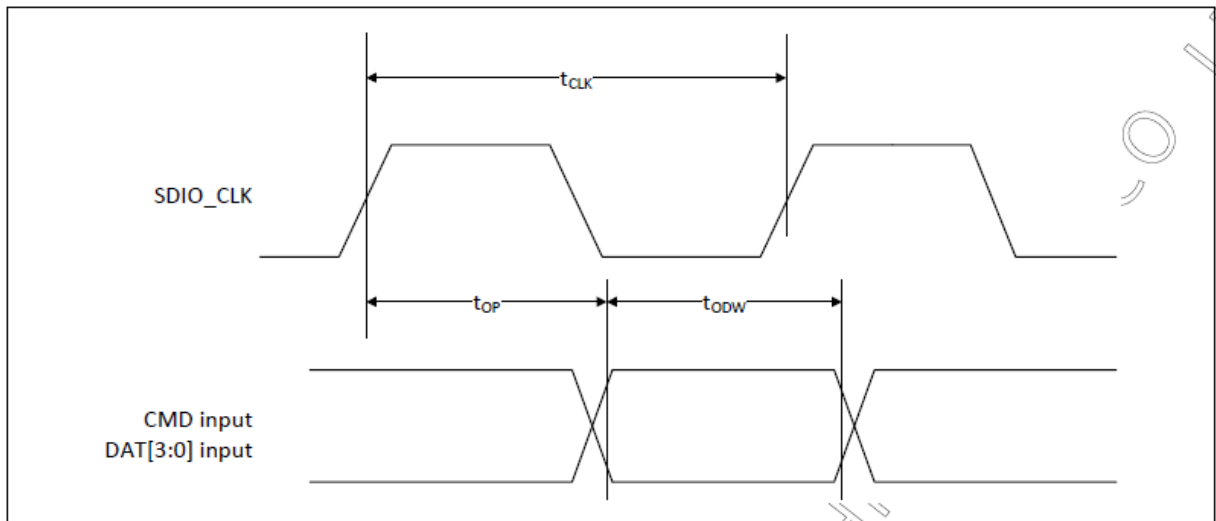 tCLK
SDIO_CLK
tOP
tODW
CMD input
DAT[3:0] input